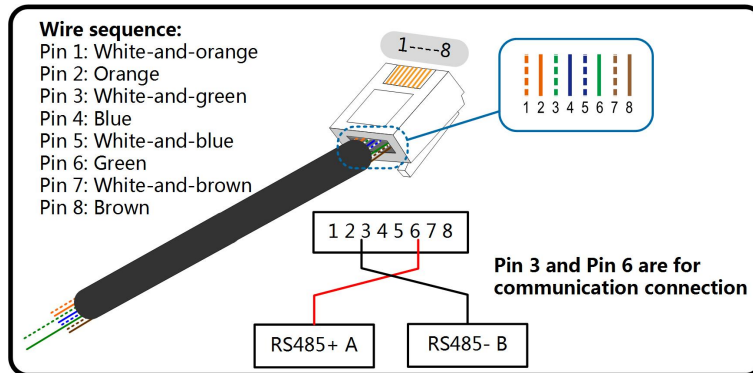 Wire sequence:
Pin 1: White-and-orange
Pin 2: Orange
Pin 3: White-and-green
Pin 4: Blue
Pin 5: White-and-blue
Pin 6: Green
Pin 7: White-and-brown
Pin 8: Brown
1----8
1 2 3 4 5 6 7 8
1 2 3 4 5 6 7 8
Pin 3 and Pin 6 are for
communication connection
RS485+ A
RS485- B